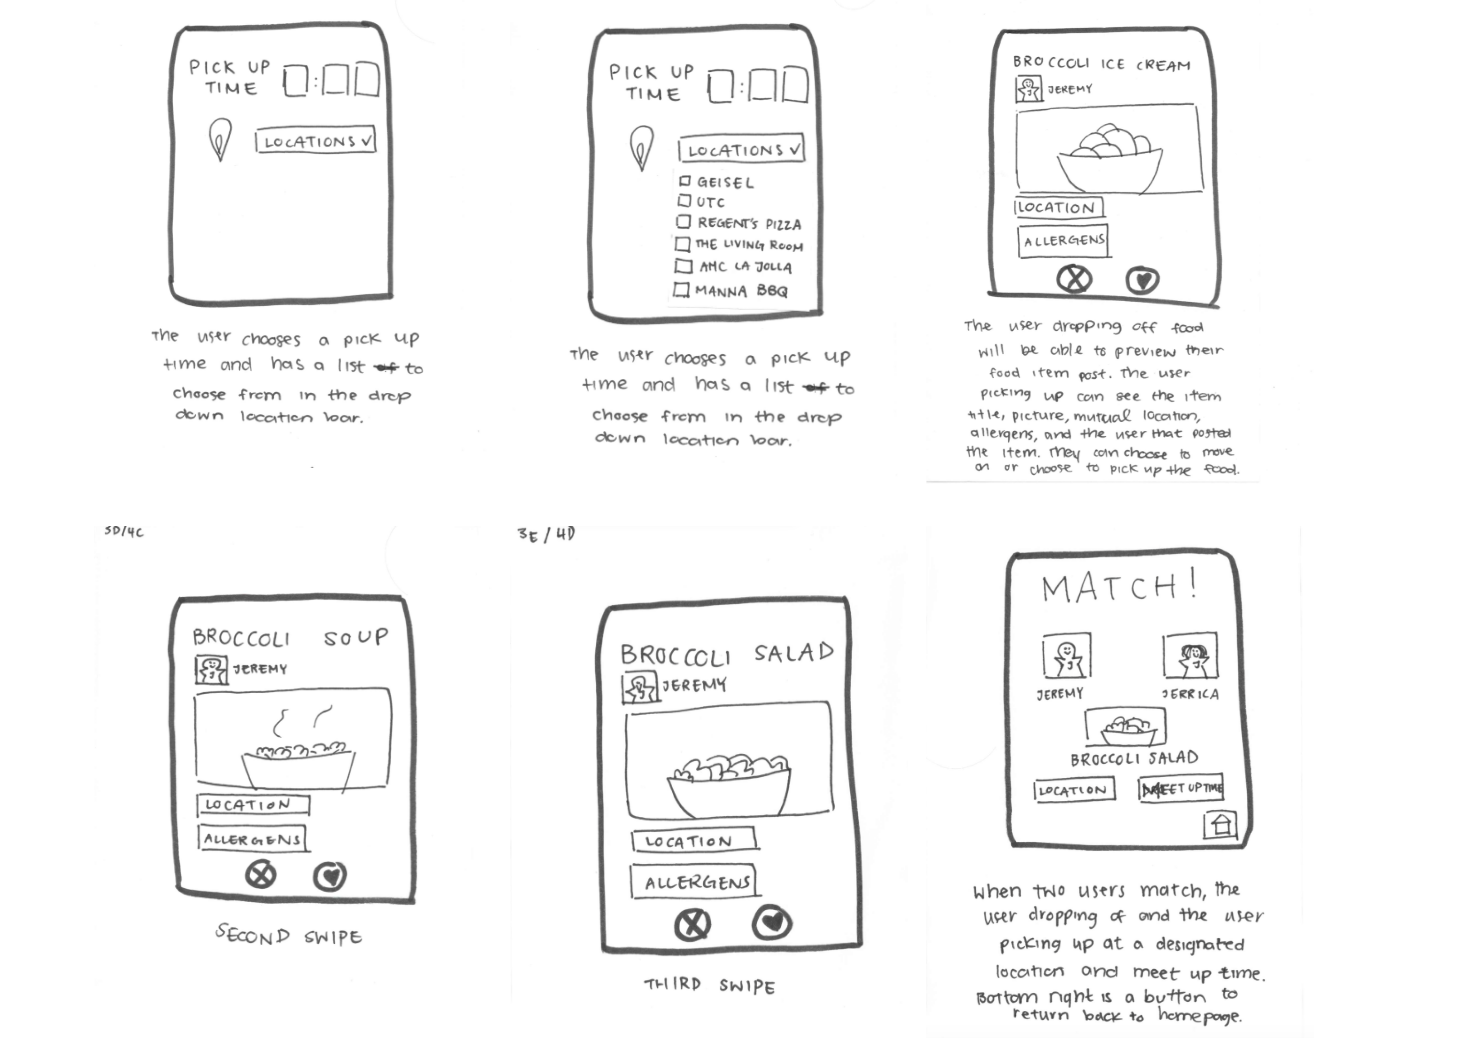 PICK UP
TIME
LOCATIONS
The user chooses a pick up
time and has a list of to
choose from in the drop
down location bar.
PICK UP
TIME
LOCATIONS
GEISEL
UTC
REGENT'S PIZZA
THE LIVING ROOM
AMC LA JOLLA
MANNA BBQ
The user chooses a pick up
time and has a list of to
choose from in the drop
down location bar.
BROCCOLI ICE CREAM
JEREMY
LOCATION
ALLERGENS
X
The user dropping off food
will be able to preview their
food item post. The user
picking up can see the item
title, picture, mutual location,
allergens, and the user that posted
the item. They can choose to move
on or choose to pick up the food.
3D/4C
BROCCOLI SOUP
JEREMY
LOCATION
ALLERGENS
X
SECOND SWIPE
3E/4D
BROCCOLI SALAD
JEREMY
LOCATION
ALLERGENS
X
THIRD SWIPE
MATCH!
JEREMY JERRICA
BROCCOLI SALAD
LOCATION MEET UP TIME
When two users match, the
user dropping of and the user
picking up at a designated
location and meet up time.
Bottom right is a button to
return back to homepage.